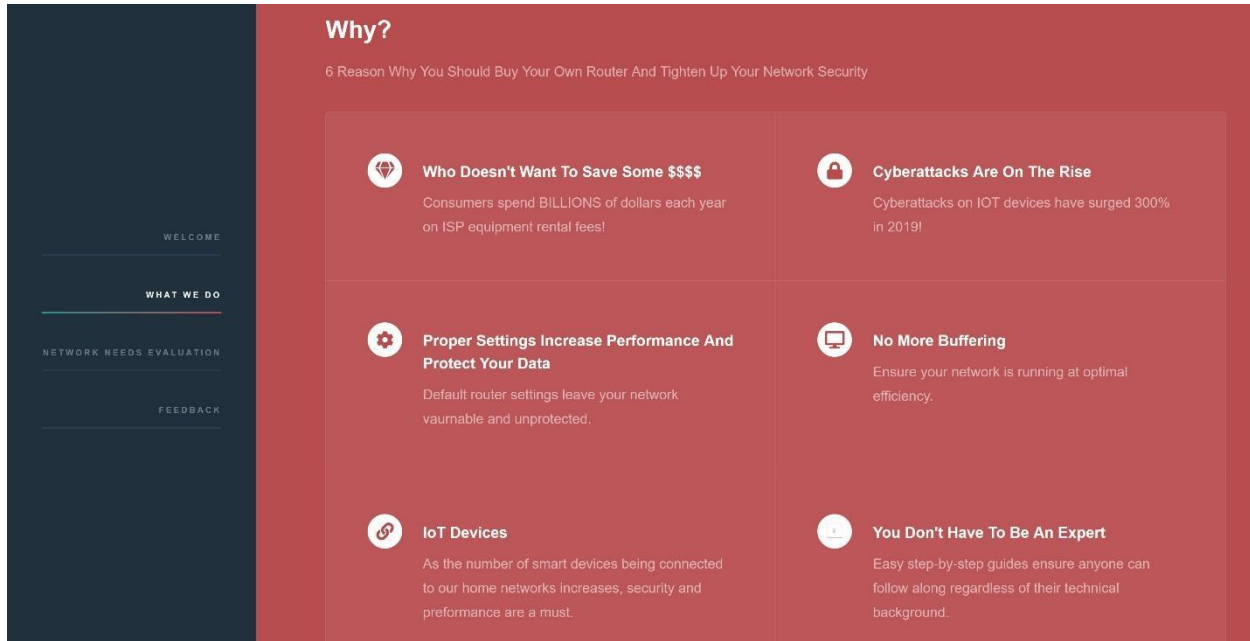 WELCOME
WHAT WE DO
NETWORK NEEDS EVALUATION
FEEDBACK
Why?
6 Reason Why You Should Buy Your Own Router And Tighten Up Your Network Security
Who Doesn't Want To Save Some $$$$
Consumers spend BILLIONS of dollars each year
on ISP equipment rental fees!
Cyberattacks Are On The Rise
Cyberattacks on IOT devices have surged 300%
in 2019!
Proper Settings Increase Performance And
Protect Your Data
Default router settings leave your network
vaurnable and unprotected.
No More Buffering
Ensure your network is running at optimal
efficiency.
IoT Devices
As the number of smart devices being connected
to our home networks increases, security and
preformance are a must.
You Don't Have To Be An Expert
Easy step-by-step guides ensure anyone can
follow along regardless of their technical
background.